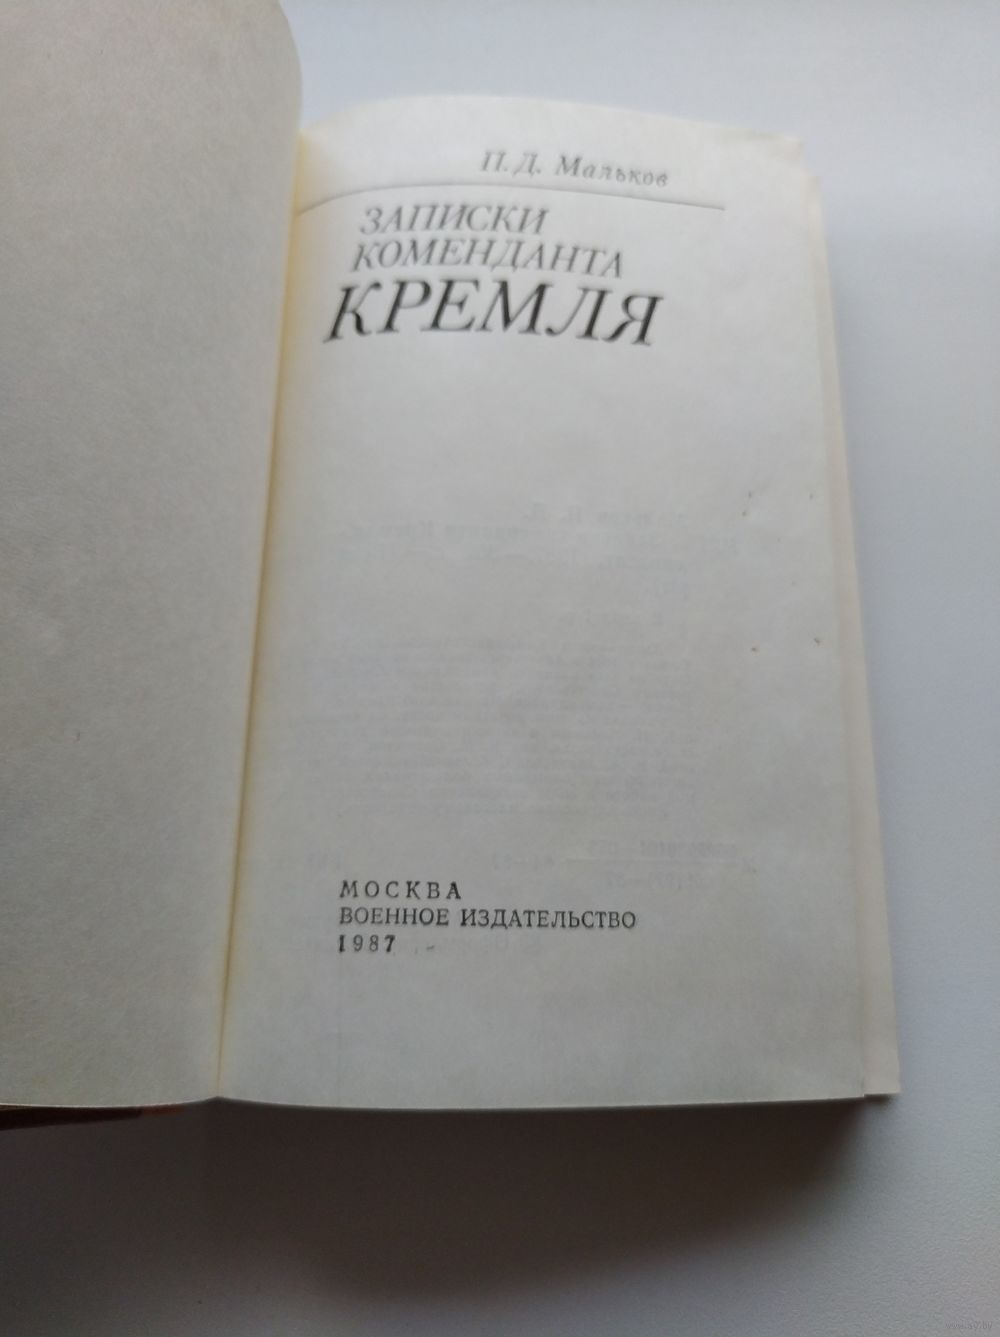 П. Д. Мальков
ЗАПИСКИ
КОМЕНДАНТА
КРЕМЛЯ
МОСКВА
ВОЕННОЕ ИЗДАТЕЛЬСТВО
1987